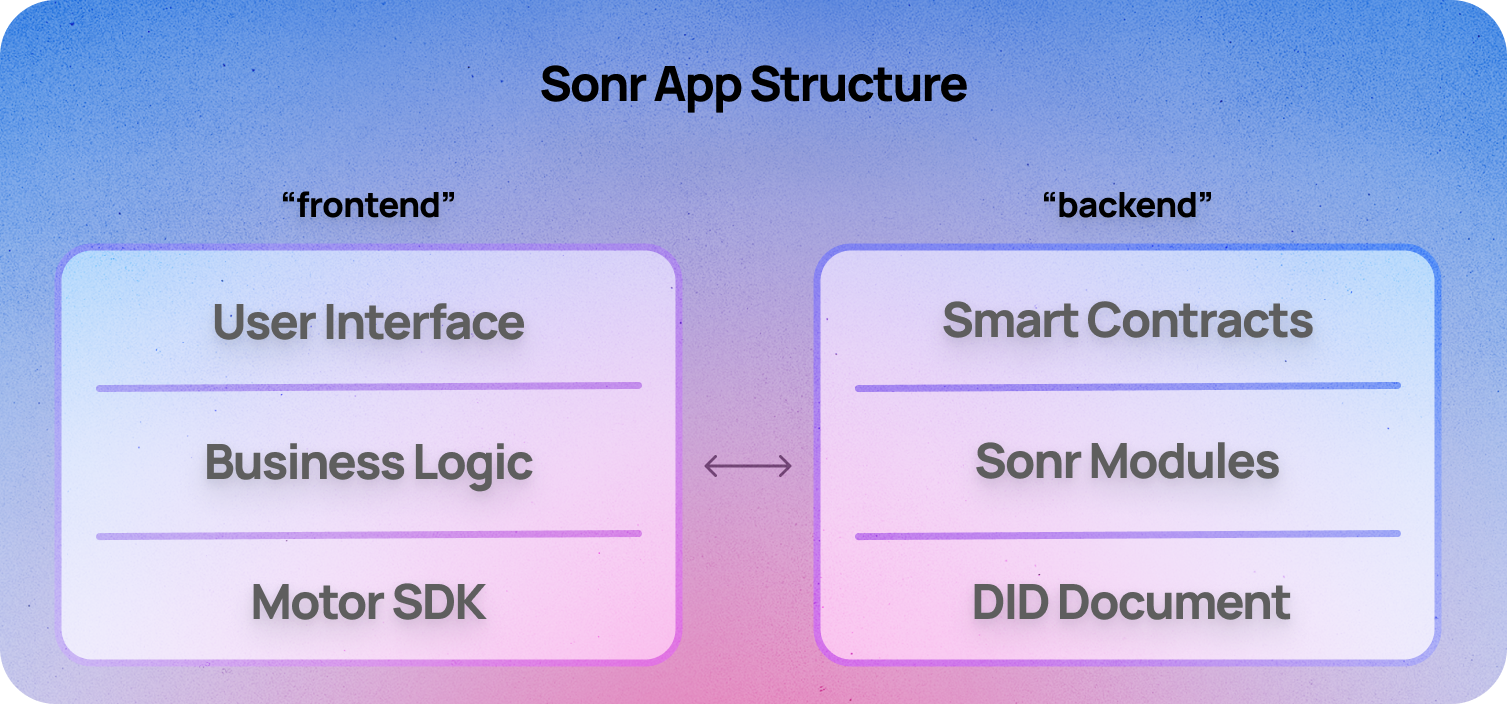 Sonr App Structure
“frontend”
User Interface
Business Logic
Motor SDK
“backend”
Smart Contracts
Sonr Modules
DID Document